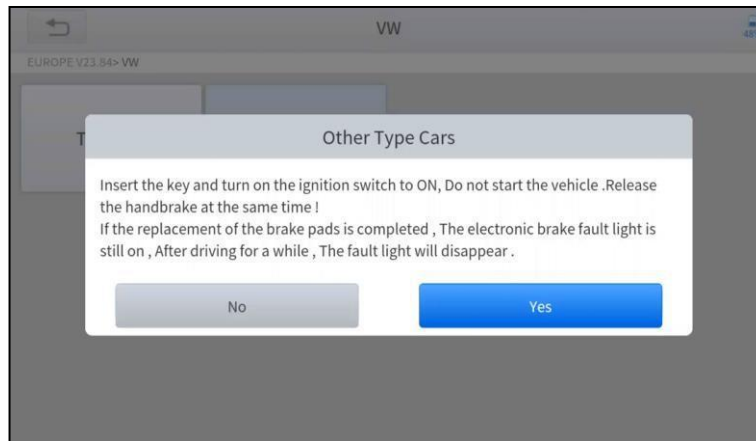 VW
48%
EUROPE V23.84> VW
T
Other Type Cars
Insert the key and turn on the ignition switch to ON, Do not start the vehicle .Release
the handbrake at the same time !
If the replacement of the brake pads is completed , The electronic brake fault light is
still on , After driving for a while , The fault light will disappear .
No
Yes